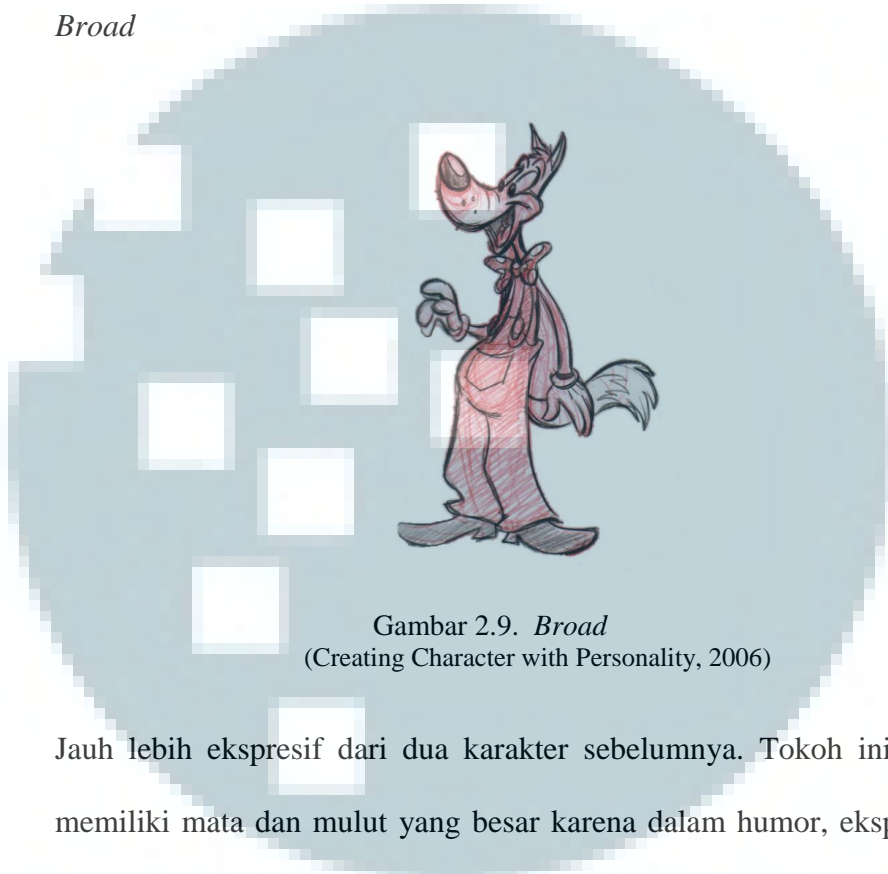 Broad
Gambar 2.9. Broad
(Creating Character with Personality, 2006)
Jauh lebih ekspresif dari dua karakter sebelumnya. Tokoh ini
memiliki mata dan mulut yang besar karena dalam humor,